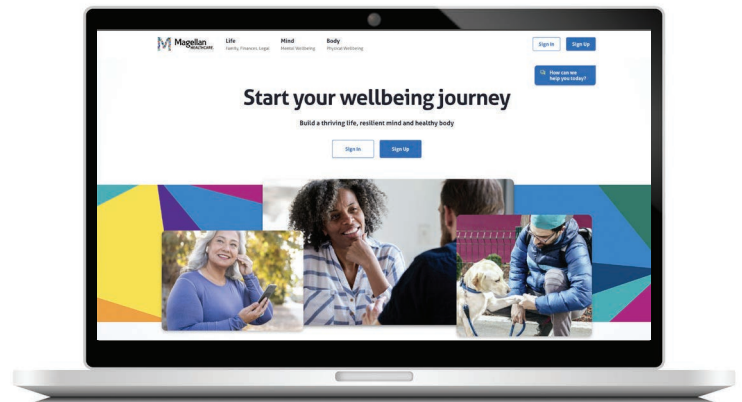 Magellan
HEALTHCARE
Life
Family, Finances, Legal
Mind
Mental Wellbeing
Body
Physical Wellbeing
Sign In
Sign Up
How can we
help you today?
Start your wellbeing journey
Build a thriving life, resilient mind and healthy body
Sign In
Sign Up